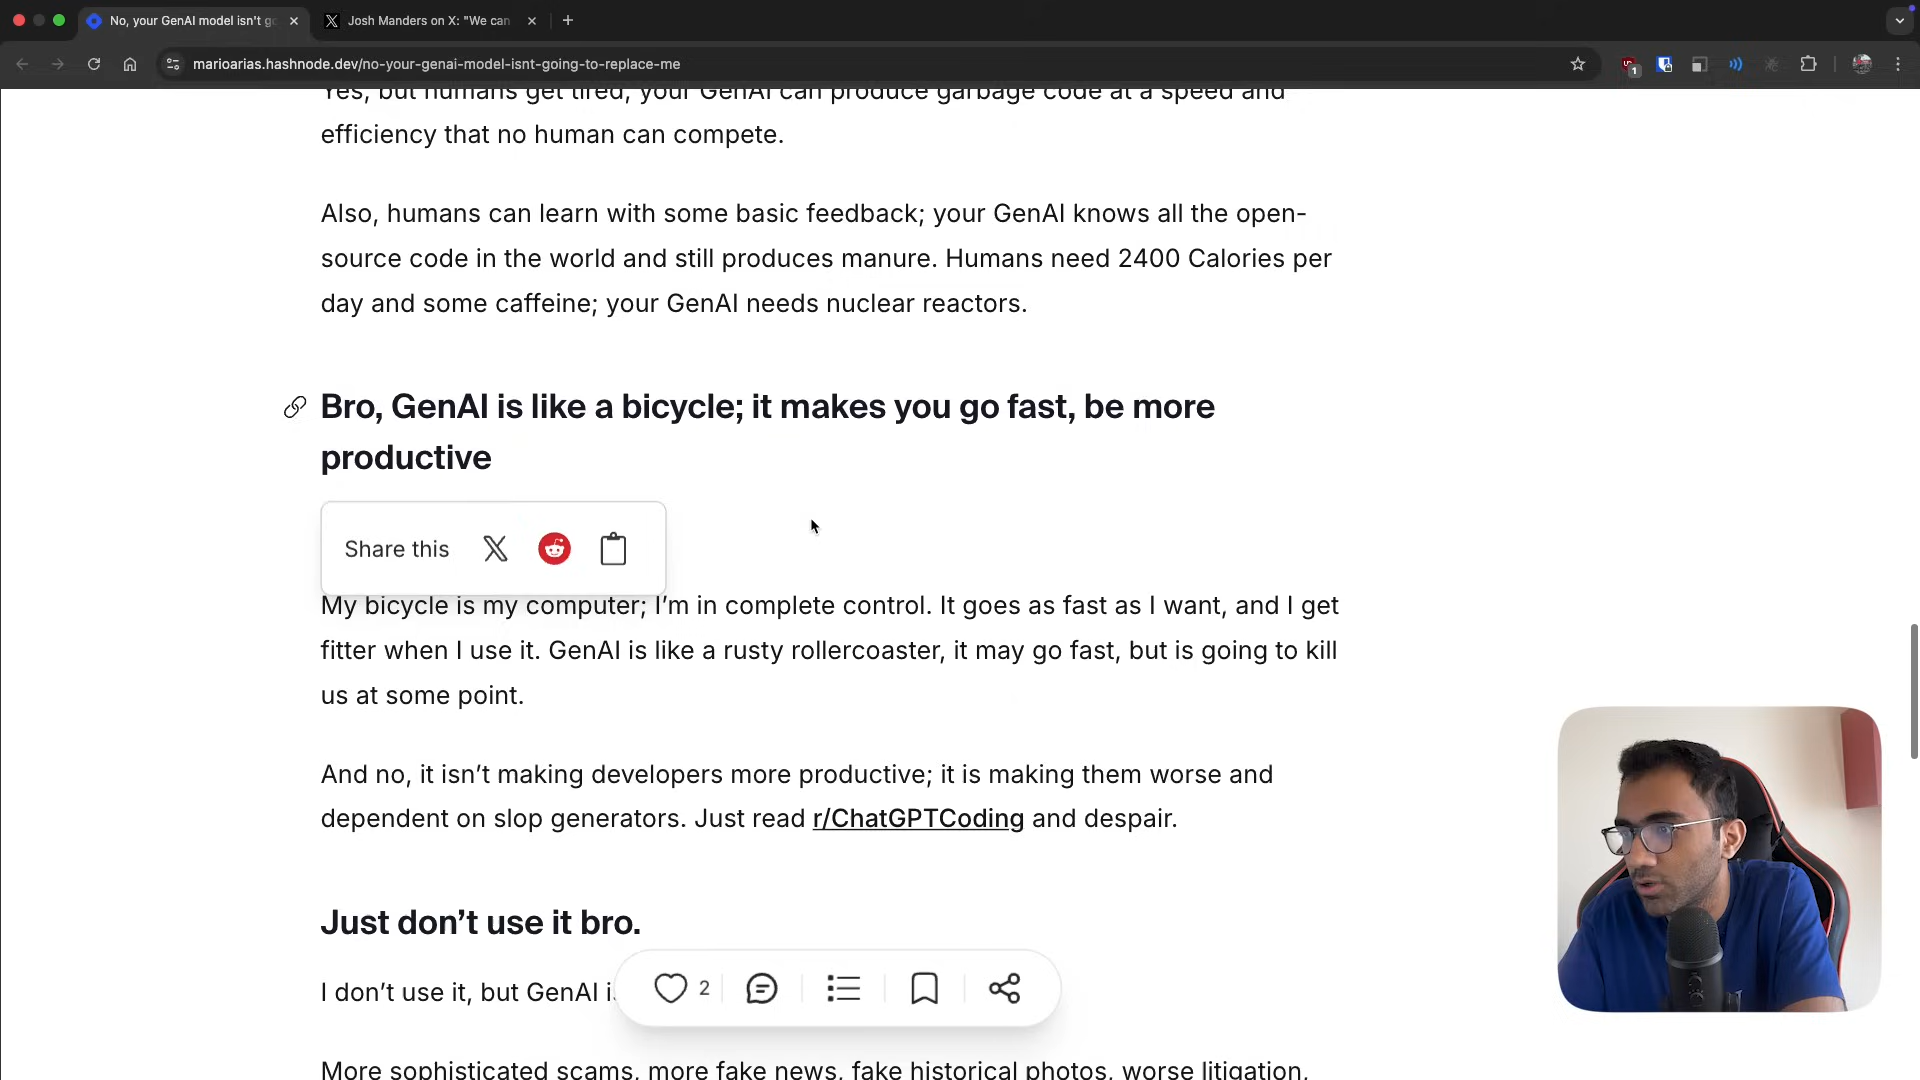 No, your GenAI model isn't go
Josh Manders on X: "We can
marioarias.hashnode.dev/no-your-genai-model-isnt-going-to-replace-me
1
Yes, but humans get tired, your GenAI can produce garbage code at a speed and
efficiency that no human can compete.
Also, humans can learn with some basic feedback; your GenAI knows all the open-
source code in the world and still produces manure. Humans need 2400 Calories per
day and some caffeine; your GenAI needs nuclear reactors.
Bro, GenAI is like a bicycle; it makes you go fast, be more
productive
Share this
My bicycle is my computer; I’m in complete control. It goes as fast as I want, and I get
fitter when I use it. GenAI is like a rusty rollercoaster, it may go fast, but is going to kill
us at some point.
And no, it isn’t making developers more productive; it is making them worse and
dependent on slop generators. Just read r/ChatGPTCoding and despair.
Just don’t use it bro.
I don’t use it, but GenAI
2
More sophisticated scams, more fake news, fake historical photos, worse litigation,